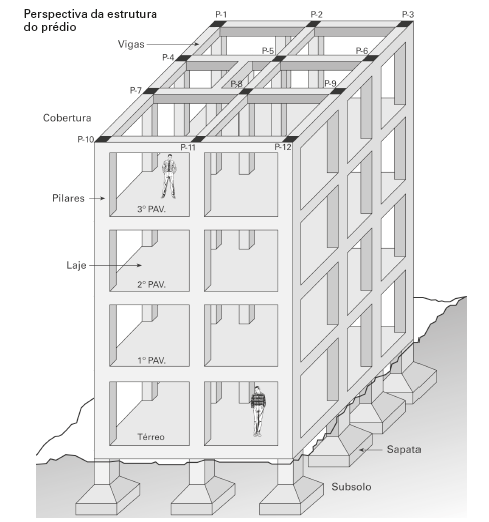 Perspectiva da estrutura
do prédio
P-1
P-2
P-3
Vigas
P-4
P-5
P-6
P-7
P-8
P-9
Cobertura
P-10
P-11
P-12
Pilares
3º PAV.
Laje
2º PAV.
1º PAV.
Térreo
Sapata
Subsolo